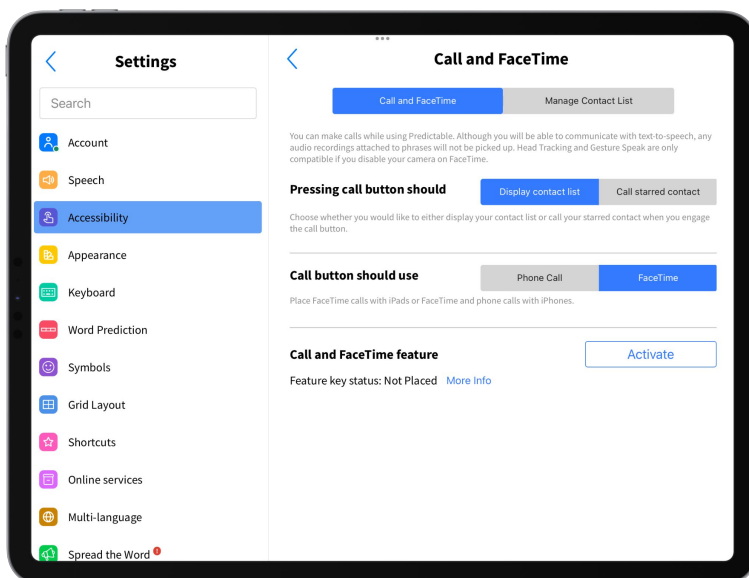 Settings
Search
Account
Speech
Accessibility
Appearance
Keyboard
Word Prediction
Symbols
Grid Layout
Shortcuts
Online services
Multi-language
Spread the Word
Call and FaceTime
Call and FaceTime Manage Contact List
You can make calls while using Predictable. Although you will be able to communicate with text-to-speech, any
audio recordings attached to phrases will not be picked up. Head Tracking and Gesture Speak are only
compatible if you disable your camera on FaceTime.
Pressing call button should Display contact list Call starred contact
Choose whether you would like to either display your contact list or call your starred contact when you engage
the call button.
Call button should use Phone Call FaceTime
Place FaceTime calls with iPads or FaceTime and phone calls with iPhones.
Call and FaceTime feature Activate
Feature key status: Not Placed More Info